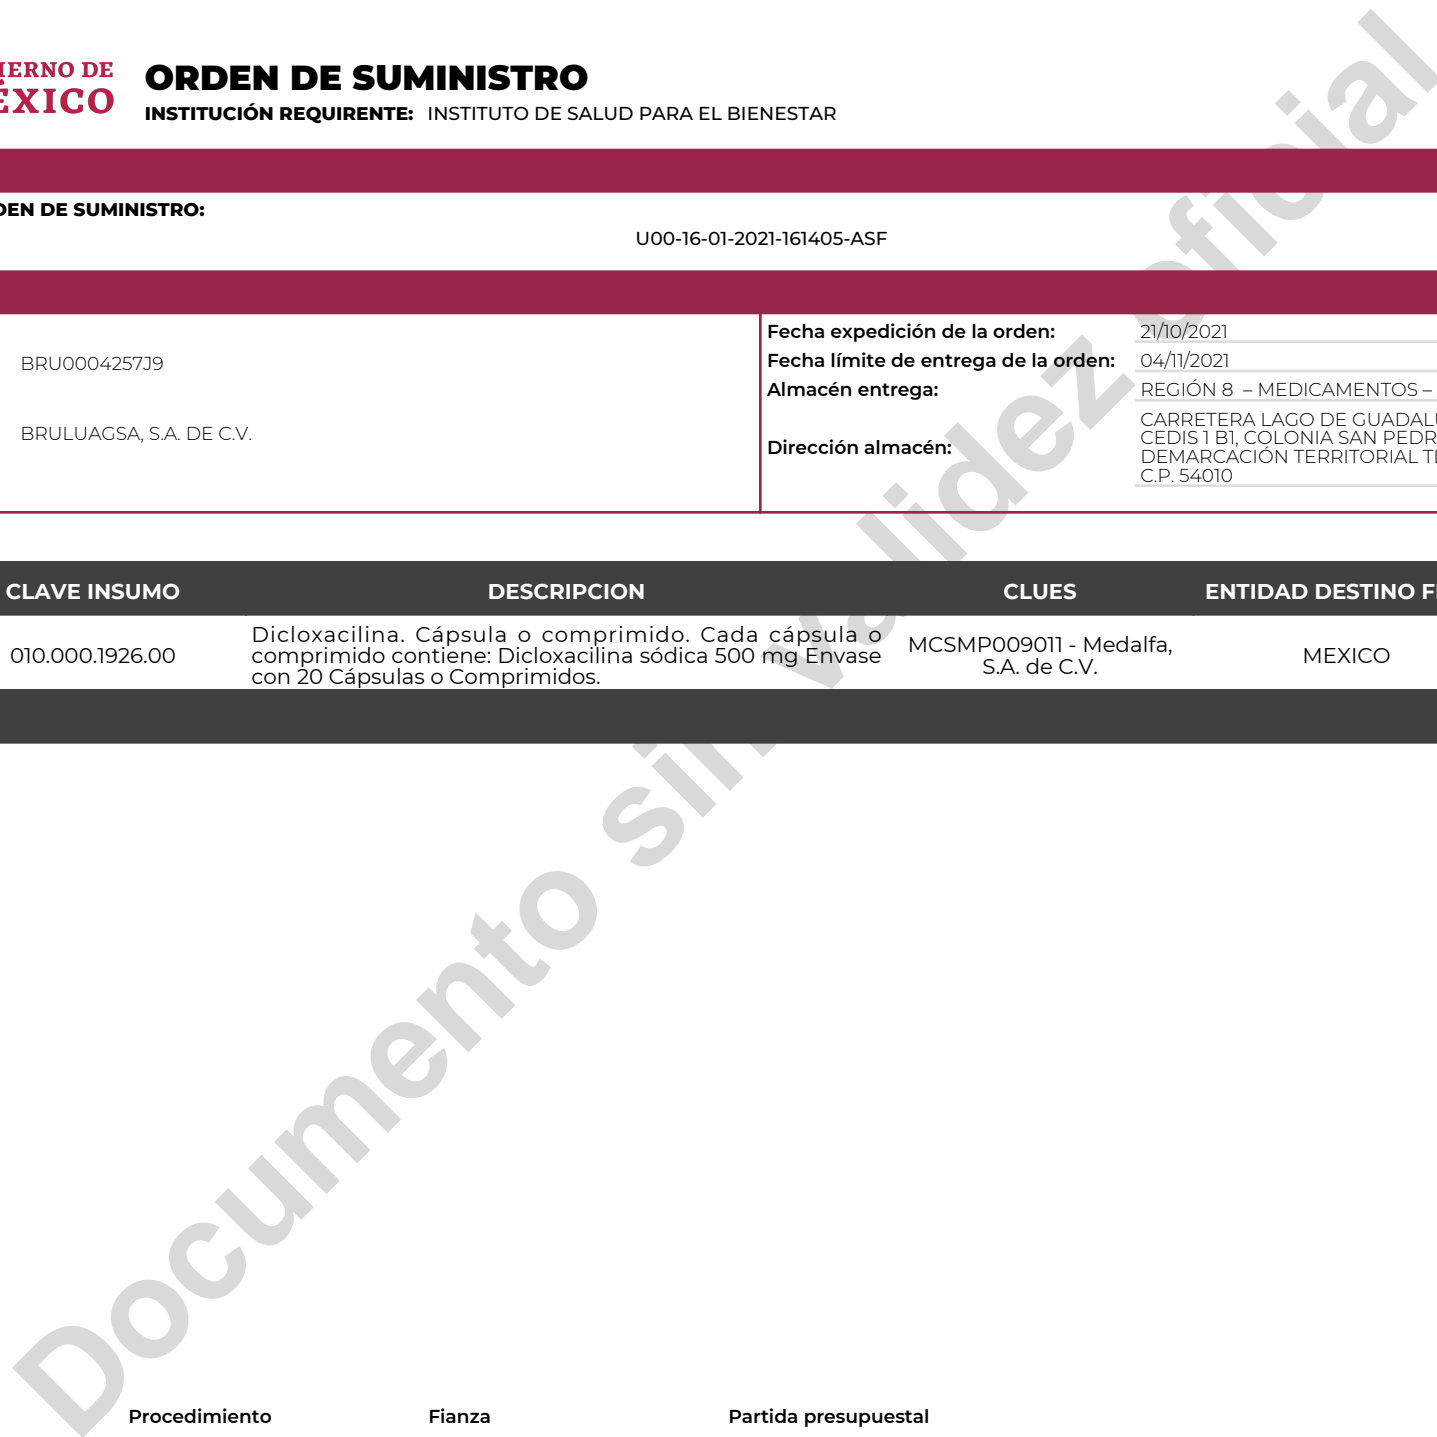 IERNO DE
ÉXICO
ORDEN DE SUMINISTRO
INSTITUCIÓN REQUIRENTE: INSTITUTO DE SALUD PARA EL BIENESTAR
DEN DE SUMINISTRO:
U00-16-01-2021-161405-ASF
BRU0004257J9
BRULUAGSA, S.A. DE C.V.
Fecha expedición de la orden: 21/10/2021
Fecha límite de entrega de la orden: 04/11/2021
Almacén entrega: REGIÓN 8 – MEDICAMENTOS –
Dirección almacén:
CARRETERA LAGO DE GUADALU
CEDIS 1 B1, COLONIA SAN PEDR
DEMARCACIÓN TERRITORIAL TL
C.P. 54010
CLAVE INSUMO DESCRIPCION CLUES ENTIDAD DESTINO F
010.000.1926.00
Dicloxacilina. Cápsula o comprimido. Cada cápsula o
comprimido contiene: Dicloxacilina sódica 500 mg Envase
con 20 Cápsulas o Comprimidos.
MCSMP009011 - Medalfa,
S.A. de C.V.
MEXICO
Documento sin validez oficial
Procedimiento Fianza Partida presupuestal